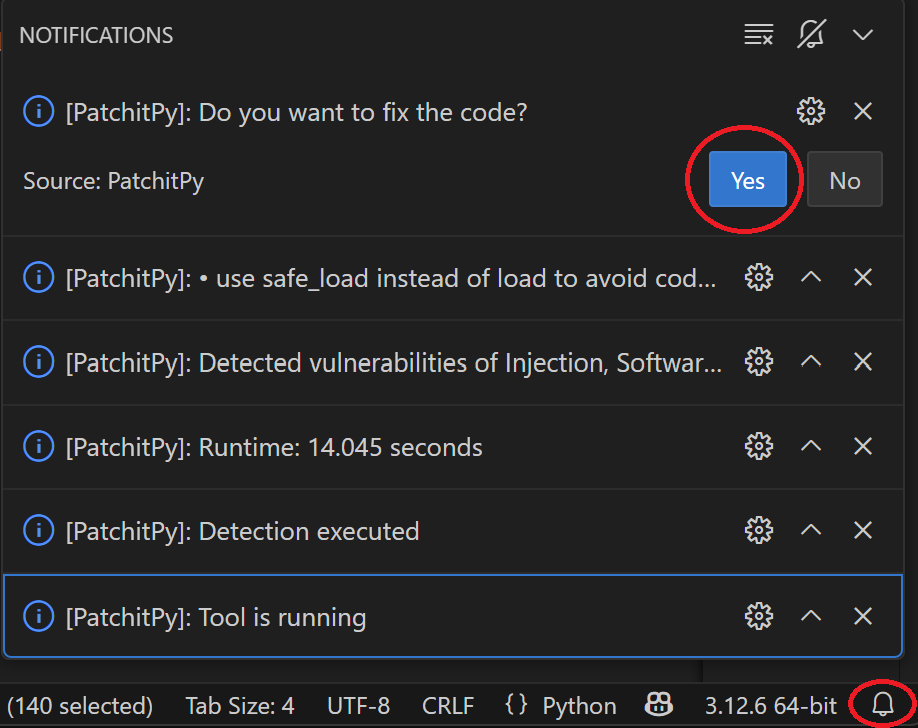 NOTIFICATIONS
[PatchitPy]: Do you want to fix the code?
Source: PatchitPy
Yes
No
[PatchitPy]: • use safe_load instead of load to avoid cod...
[PatchitPy]: Detected vulnerabilities of Injection, Softwar...
[PatchitPy]: Runtime: 14.045 seconds
[PatchitPy]: Detection executed
[PatchitPy]: Tool is running
(140 selected) Tab Size: 4 UTF-8 CRLF {} Python 3.12.6 64-bit